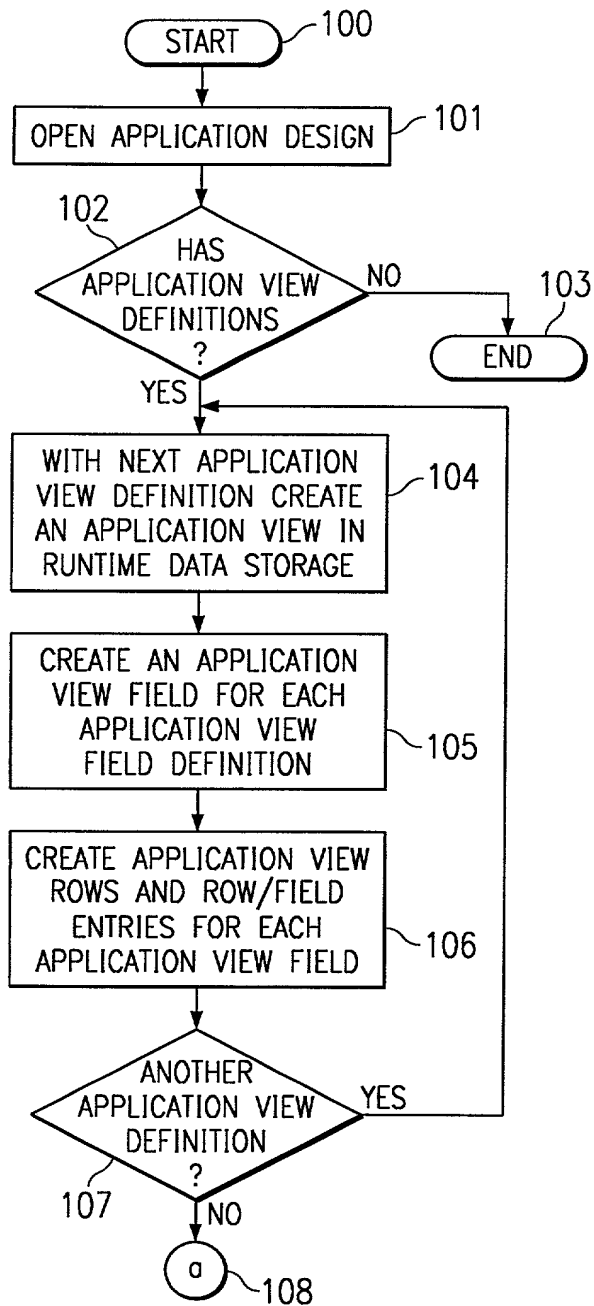 START
100
OPEN APPLICATION DESIGN
101
102
HAS
APPLICATION VIEW
DEFINITIONS
?
NO
103
END
YES
WITH NEXT APPLICATION
VIEW DEFINITION CREATE
AN APPLICATION VIEW IN
RUNTIME DATA STORAGE
104
CREATE AN APPLICATION
VIEW FIELD FOR EACH
APPLICATION VIEW
FIELD DEFINITION
105
CREATE APPLICATION VIEW
ROWS AND ROW/FIELD
ENTRIES FOR EACH
APPLICATION VIEW FIELD
106
ANOTHER
APPLICATION VIEW
DEFINITION
?
YES
107
NO
a
108